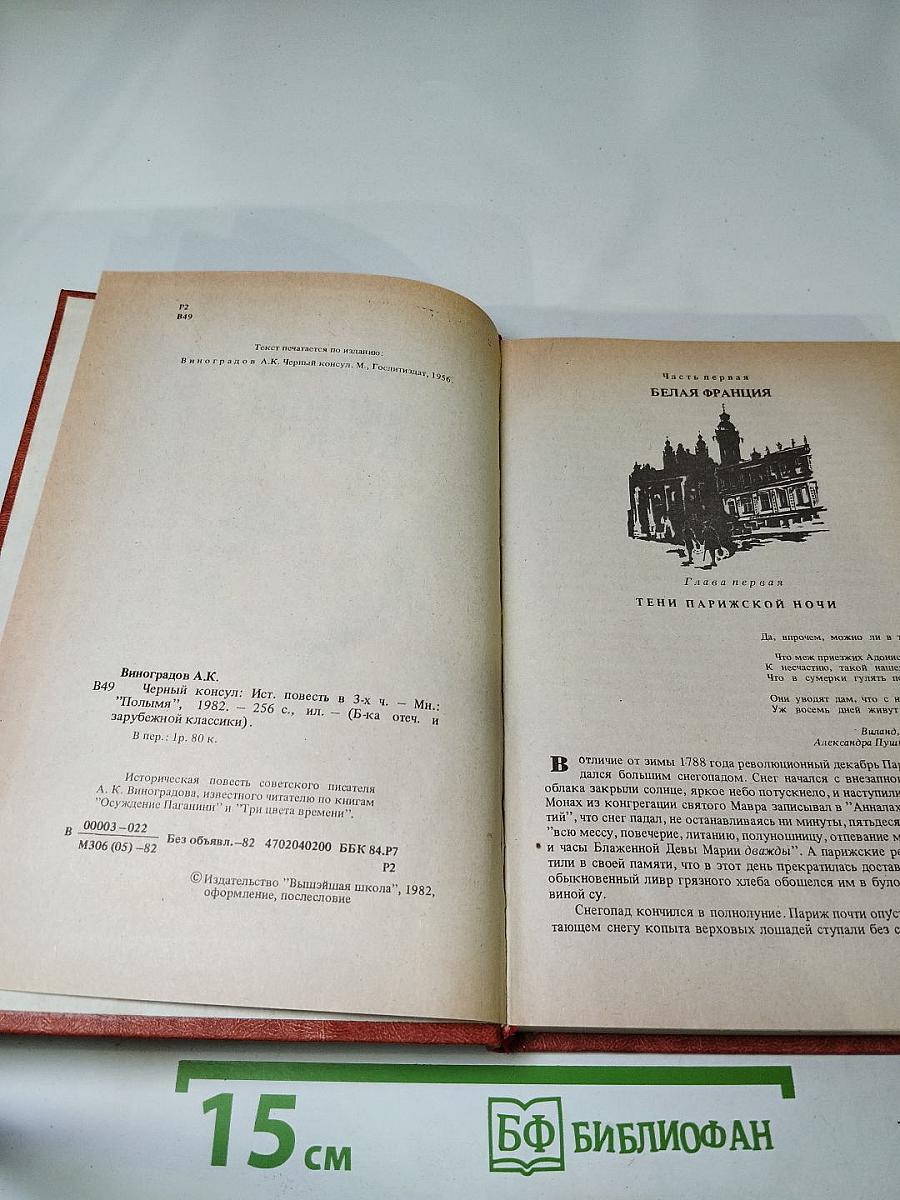 Р2
В49
Текст печатается по изданию:
Виноградов А.К. Черный консул. М., Гослитиздат, 1956.
Виноградов А.К.
В49 Черный консул: Ист. повесть в 3-х ч. — Мн.:
"Полымя", 1982. — 256 с., ил. — (Б-ка отеч. и
зарубежной классики).
В пер.: 1р. 80 к.
Историческая повесть советского писателя
А. К. Виноградова, известного читателю по книгам
"Осуждение Паганини" и "Три цвета времени".
В 00003—022
М306 (05) —82 Без объявл.—82 4702040200 ББК 84.Р7
Р2
© Издательство "Вышэйшая школа", 1982,
оформление, послесловие
Часть первая
БЕЛАЯ ФРАНЦИЯ
Глава первая
ТЕНИ ПАРИЖСКОЙ НОЧИ
Да, впрочем, можно ли в т
Что меж приезжих Адонис
К несчастию, такой наше
Что в сумерки гулять по
Они уводят дам, что с н
Уж восемь дней живут
Виланд,
Александра Пушк
В отличие от зимы 1788 года революционный декабрь Пар
дался большим снегопадом. Снег начался с внезапно
облака закрыли солнце, яркое небо потускнело, и наступили
Монах из конгрегации святого Мавра записывал в "Анналах
тий", что снег падал, не останавливаясь ни минуты, пятьдеся
"всю мессу, повечерие, литанию, полуношницу, отпевание м
и часы Блаженной Девы Марии дважды". А парижские ре
тили в своей памяти, что в этот день прекратилась достав
обыкновенный ливр грязного хлеба обошелся им в було
виной су.
Снегопад кончился в полнолуние. Париж почти опуст
тающем снегу копыта верховых лошадей ступали без с
15 см
БФ БИБЛИОФАН